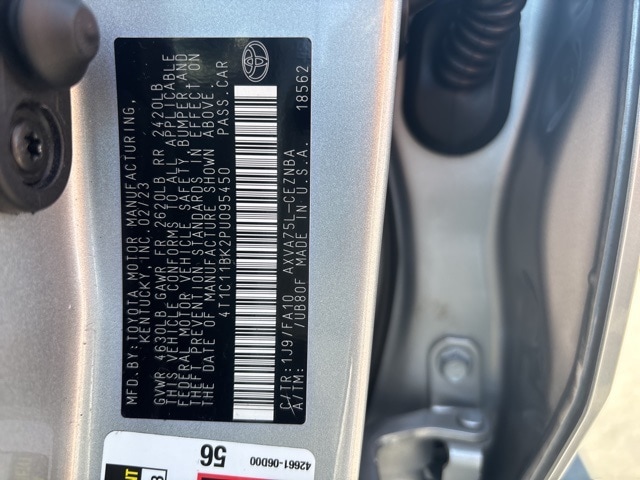 MFD.BY:TOYOTA MOTOR MANUFACTURING,
KENTUCKY, INC. 02/23
GVWR 4630LB GAWR FR 2620LB RR 2420LB
THIS VEHICLE CONFORMS TO ALL APPLICABLE
FEDERAL MOTOR VEHICLE SAFETY, BUMPER AND
THEFT PREVENTION STANDARDS IN EFFECT ON
THE DATE OF MANUFACTURE SHOWN ABOVE.
4T1C11BK2PU095450 PASS.CAR
C/TR: 1J9/FA10 AXVA75L-CEZNBA
A/TM: /UB80F MADE IN U.S.A. 18562
56
42661-06D00